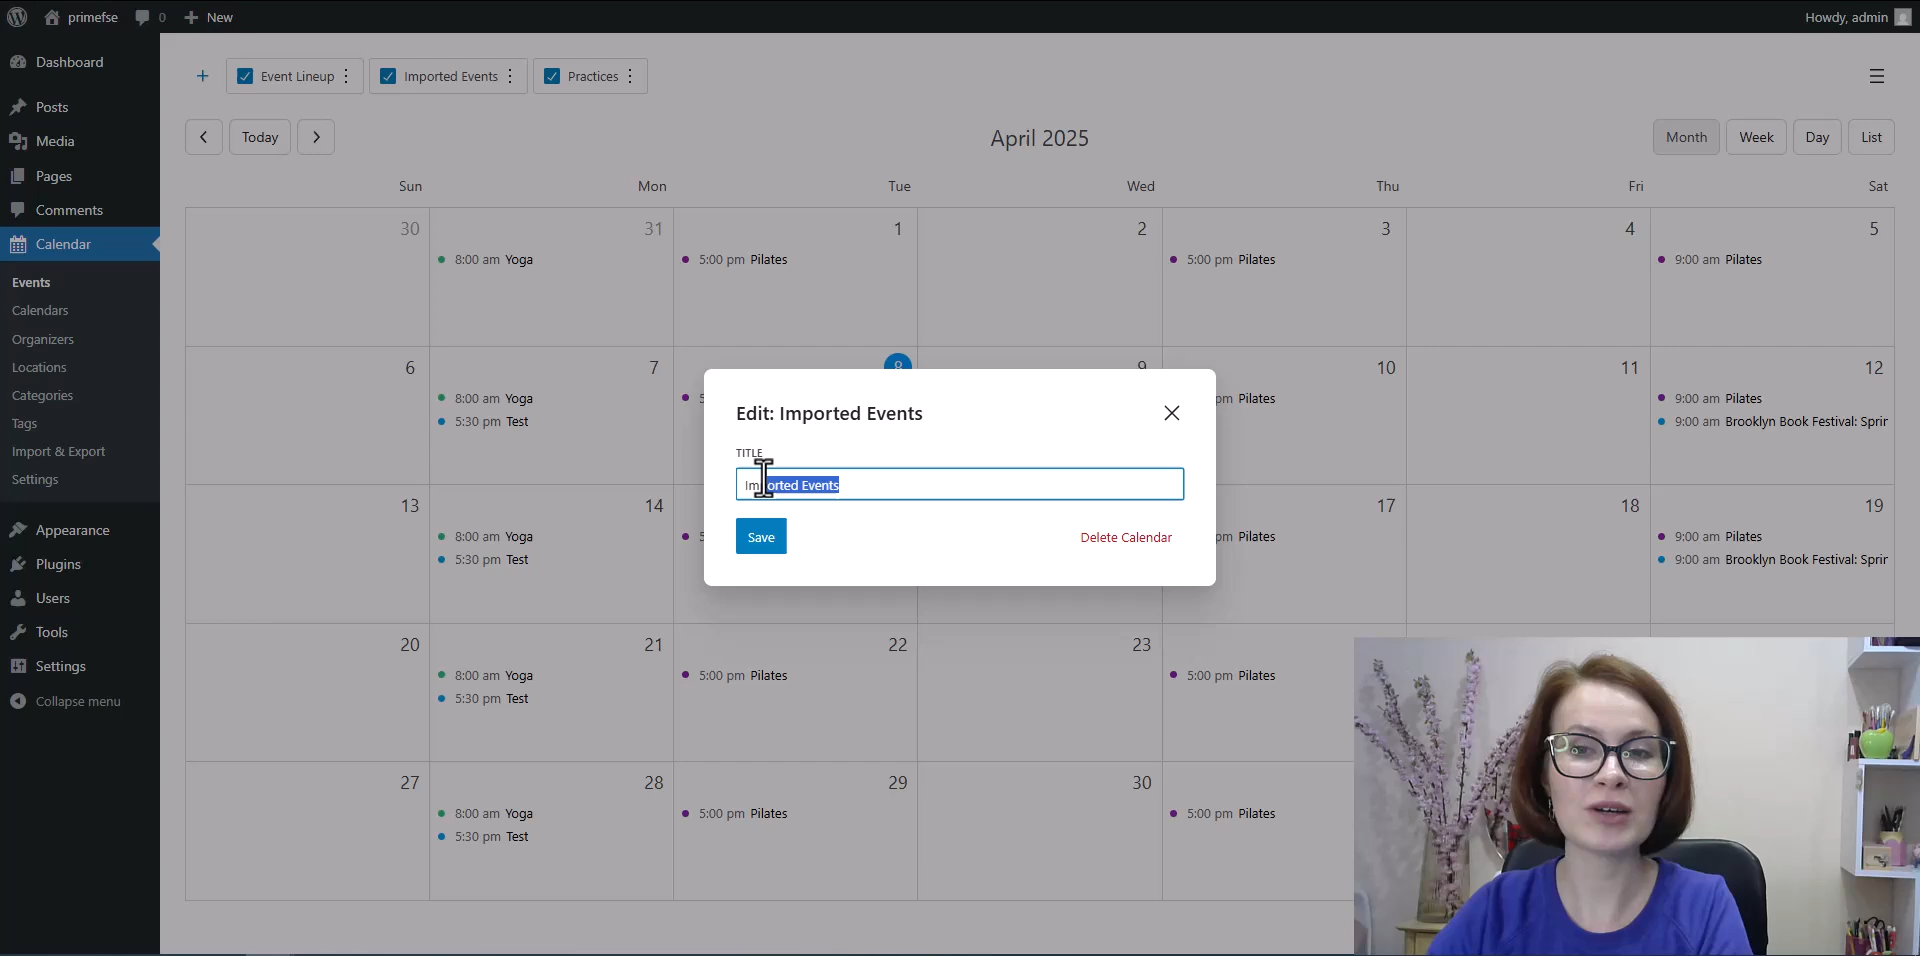 primefse
0
New
Howdy, admin
Dashboard
Posts
Media
Pages
Comments
Calendar
Events
Calendars
Organizers
Locations
Categories
Tags
Import & Export
Settings
Appearance
Plugins
Users
Tools
Settings
Collapse menu
+ Event Lineup Imported Events Practices
Today
April 2025
Month Week Day List
Sun Mon Tue Wed Thu Fri Sat
30 31 1 2 3 4 5
8:00 am Yoga
5:00 pm Pilates
5:00 pm Pilates
9:00 am Pilates
6 7 8 9 10 11 12
8:00 am Yoga
5:30 pm Test
5
pm Pilates
9:00 am Pilates
9:00 am Brooklyn Book Festival: Sprir
Edit: Imported Events
TITLE
Imported Events
Save
Delete Calendar
13 14 17 18 19
8:00 am Yoga
5:30 pm Test
5
pm Pilates
9:00 am Pilates
9:00 am Brooklyn Book Festival: Sprir
20 21 22 23
8:00 am Yoga
5:30 pm Test
5:00 pm Pilates
5:00 pm Pilates
27 28 29 30
8:00 am Yoga
5:30 pm Test
5:00 pm Pilates
5:00 pm Pilates